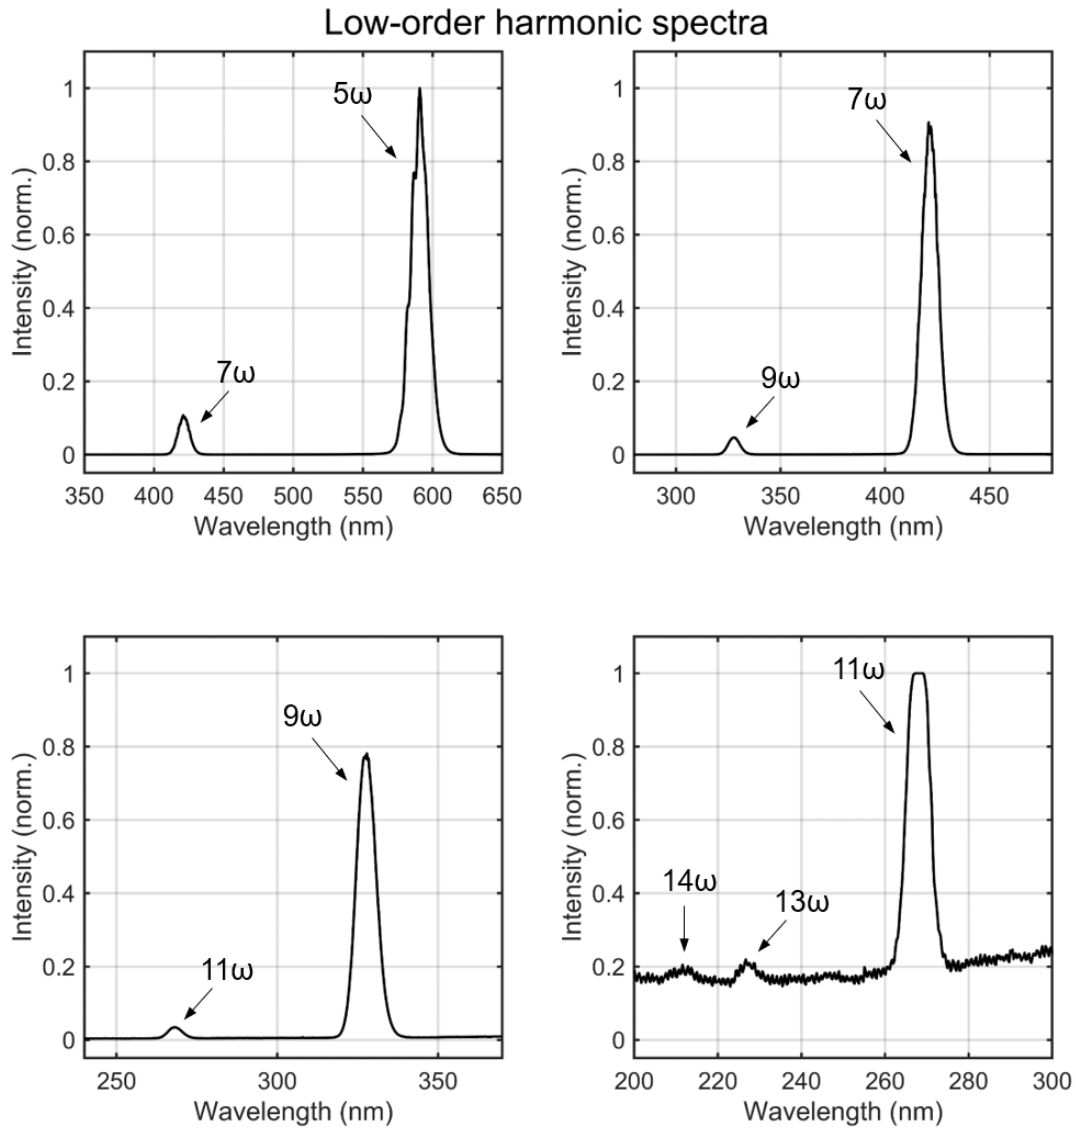 Low-order harmonic spectra
Intensity (norm.)
1
0.8
0.6
0.4
0.2
0
5ω
7ω
350 400 450 500 550 600 650
Wavelength (nm)
Intensity (norm.)
1
0.8
0.6
0.4
0.2
0
7ω
9ω
300 350 400 450
Wavelength (nm)
Intensity (norm.)
1
0.8
0.6
0.4
0.2
0
9ω
11ω
250 300 350
Wavelength (nm)
Intensity (norm.)
1
0.8
0.6
0.4
0.2
0
11ω
14ω
13ω
200 220 240 260 280 300
Wavelength (nm)